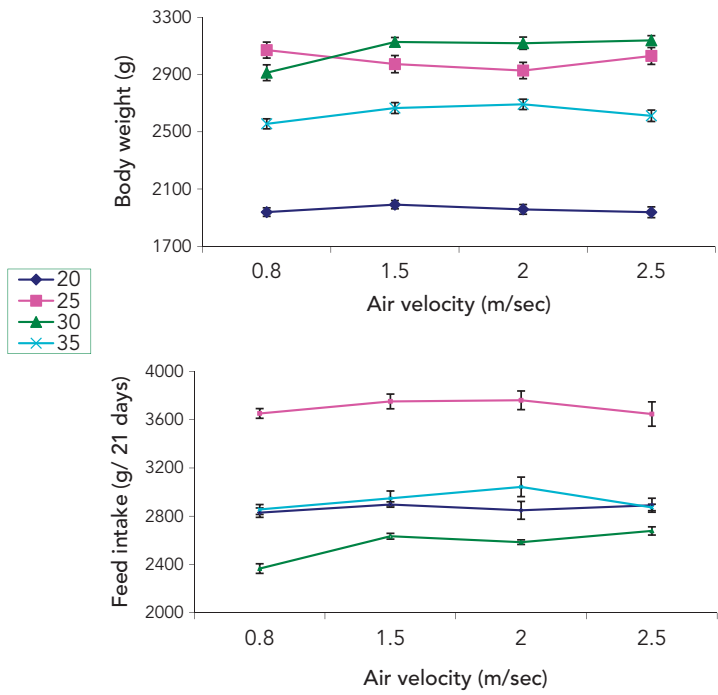 Body weight (g)
3300
2900
2500
2100
1700
0.8 1.5 2 2.5
Air velocity (m/sec)
20
25
30
35
Feed intake (g/ 21 days)
4000
3600
3200
2800
2400
2000
0.8 1.5 2 2.5
Air velocity (m/sec)